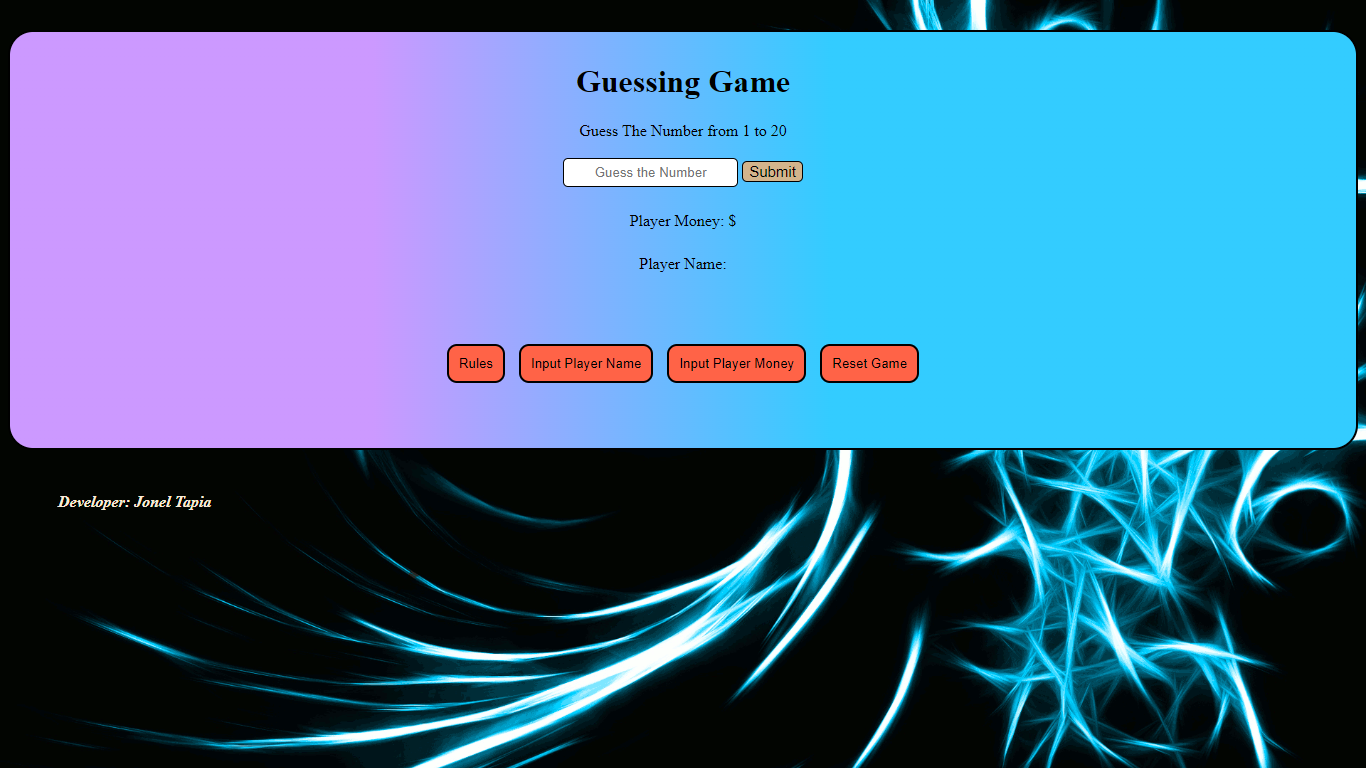 Guessing Game
Guess The Number from 1 to 20
Guess the Number Submit
Player Money: $
Player Name:
Rules Input Player Name Input Player Money Reset Game
Developer: Jonel Tapia